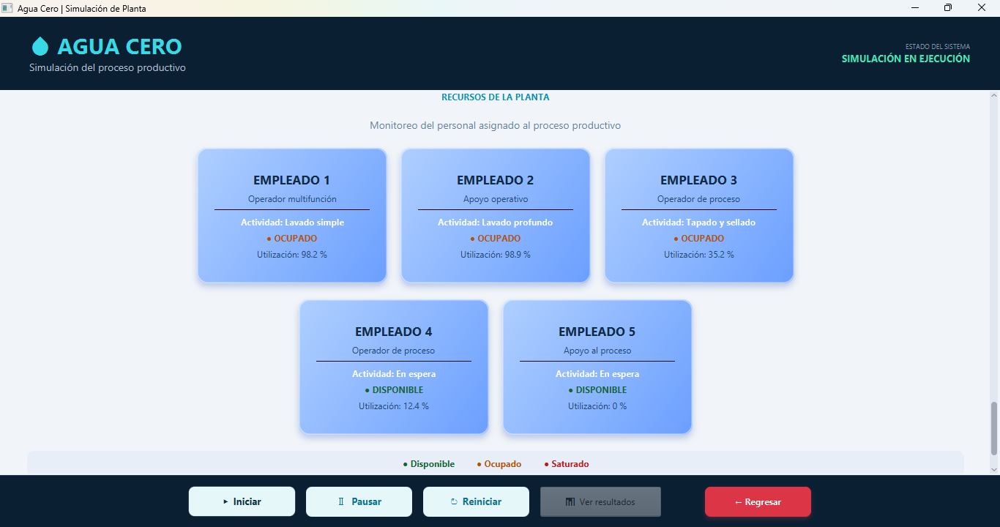 Agua Cero | Simulación de Planta
AGUA CERO
Simulación del proceso productivo
ESTADO DEL SISTEMA
SIMULACIÓN EN EJECUCIÓN
RECURSOS DE LA PLANTA
Monitoreo del personal asignado al proceso productivo
EMPLEADO 1
Operador multifunción
Actividad: Lavado simple
● OCUPADO
Utilización: 98.2 %
EMPLEADO 2
Apoyo operativo
Actividad: Lavado profundo
● OCUPADO
Utilización: 98.9 %
EMPLEADO 3
Operador de proceso
Actividad: Tapado y sellado
● OCUPADO
Utilización: 35.2 %
EMPLEADO 4
Operador de proceso
Actividad: En espera
● DISPONIBLE
Utilización: 12.4 %
EMPLEADO 5
Apoyo al proceso
Actividad: En espera
● DISPONIBLE
Utilización: 0 %
● Disponible ● Ocupado ● Saturado
Iniciar
Pausar
Reiniciar
Ver resultados
← Regresar